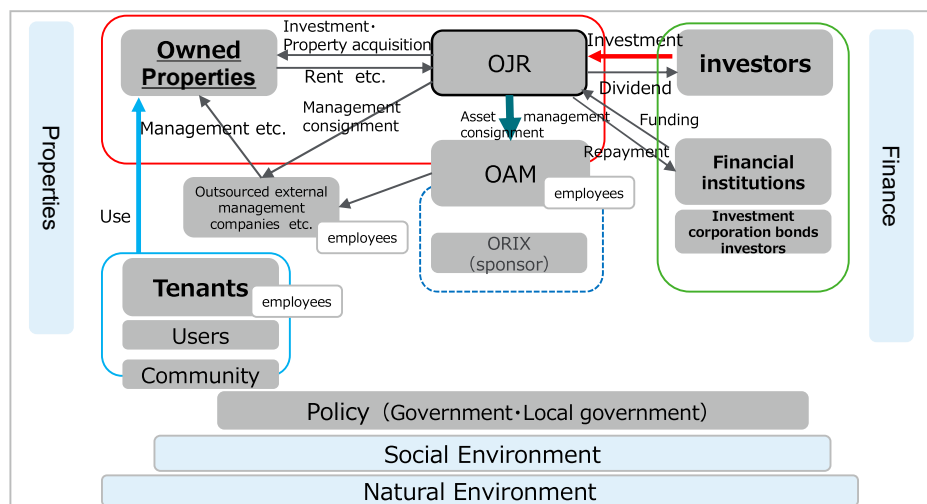 Properties
Owned
Properties
Investment・
Property acquisition
Rent etc.
OJR
Investment
investors
Dividend
Management etc.
Management
consignment
Asset management
consignment
Funding
Repayment
Outsourced external
management
companies etc.
employees
OAM
employees
ORIX
（sponsor）
Financial
institutions
Investment
corporation bonds
investors
Finance
Use
Tenants
employees
Users
Community
Policy（Government・Local government）
Social Environment
Natural Environment